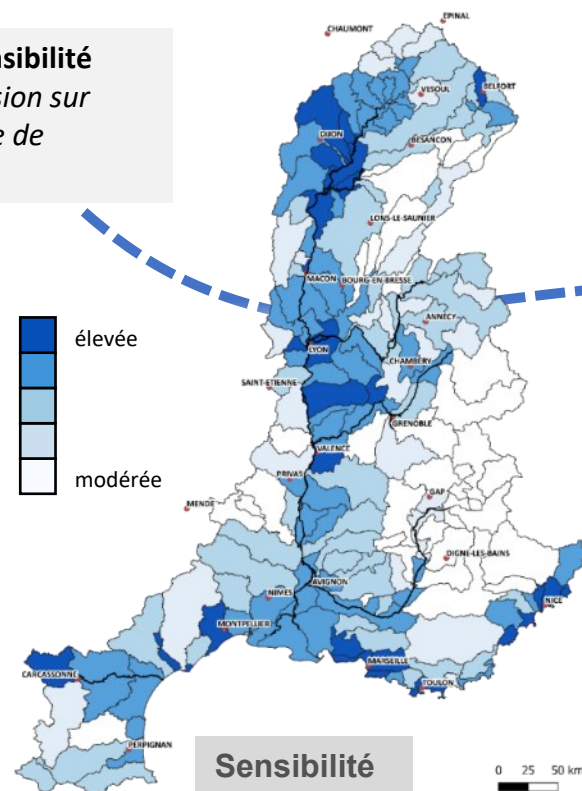 sibilité
sion sur
e de
élevée
modérée
CHAUMONT
EPINAL
VESOUL
BELFORT
DIJON
BESANCON
LONS-LE-SAUNIER
MACON
BOURG-EN-BRESSE
ANNECY
LYON
CHAMBÉRY
SAINT-ETIENNE
GRENOBLE
VALENCE
PRIVAS
GAP
MENDE
DIGNE-LES-BAINS
AVIGNON
NIMES
NICE
MONTPELLIER
MARSEILLE
CARCASSONNE
TOULON
PERPIGNAN
Sensibilité
0 25 50 km